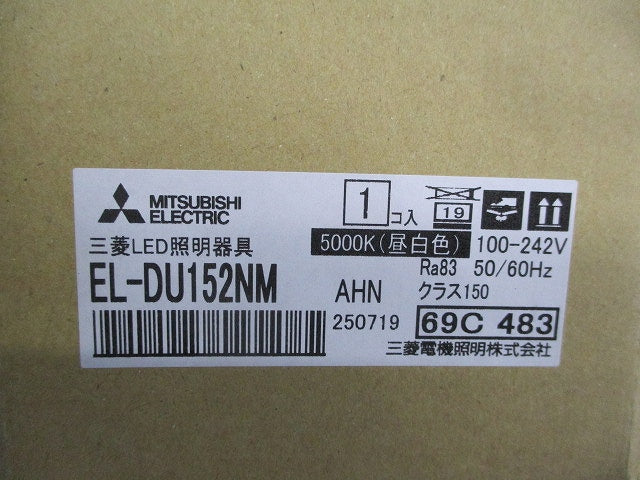 MITSUBISHI
ELECTRIC
1 コ入
19
三菱LED照明器具
5000K(昼白色) 100-242V
EL-DU152NM
Ra83 50/60Hz
AHN クラス150
250719 69C 483
三菱電機照明株式会社